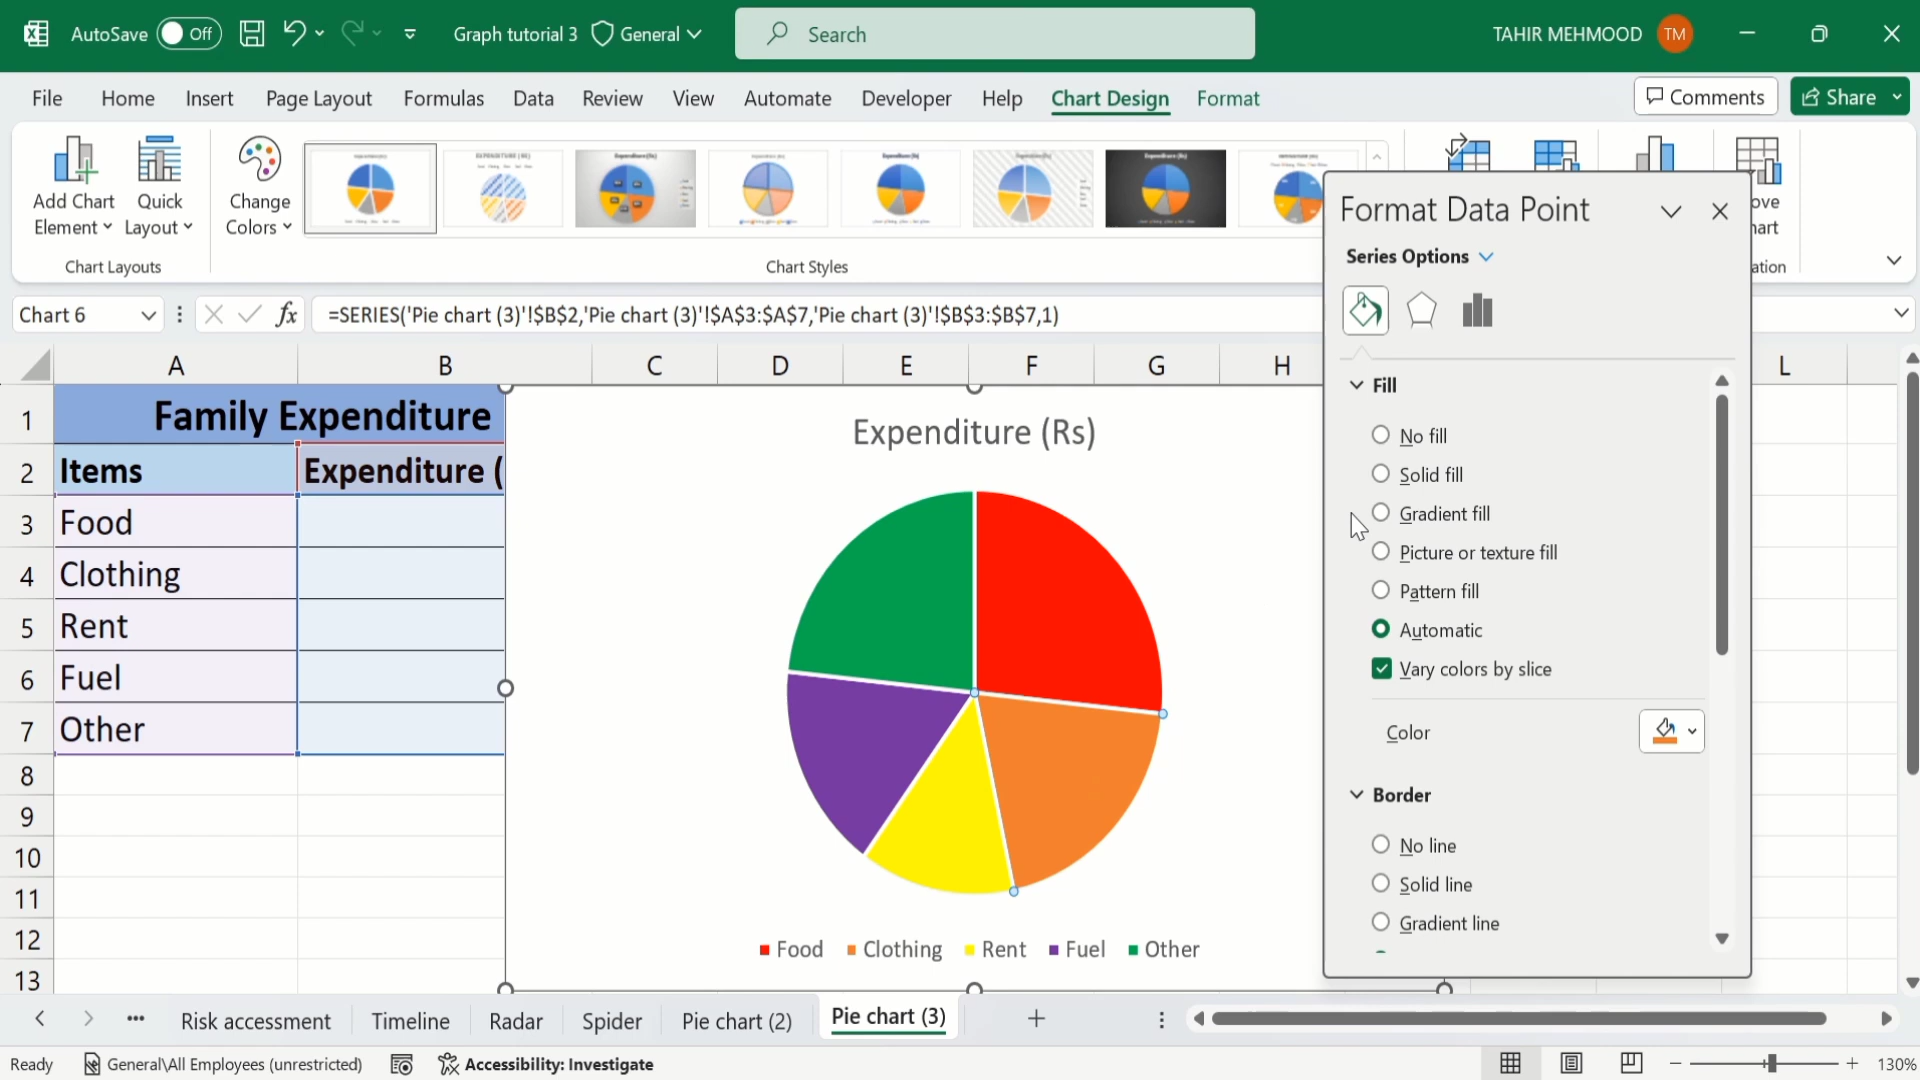 AutoSave Off Graph tutorial 3 General Search TAHIR MEHMOOD TM
File Home Insert Page Layout Formulas Data Review View Automate Developer Help Chart Design Format Comments Share
Add Chart Element Quick Layout Change Colors
Chart Layouts Chart Styles
Chart 6 fx =SERIES('Pie chart (3)'!$B$2,'Pie chart (3)'!$A$3:$A$7,'Pie chart (3)'!$B$3:$B$7,1)
A B C D E F G H L
1 Family Expenditure
2 Items Expenditure (
3 Food
4 Clothing
5 Rent
6 Fuel
7 Other
8
9
10
11
12
13
Expenditure (Rs)
Food Clothing Rent Fuel Other
Format Data Point
Series Options
Fill
No fill
Solid fill
Gradient fill
Picture or texture fill
Pattern fill
Automatic
Vary colors by slice
Color
Border
No line
Solid line
Gradient line
ove
hart
ation
Risk accessment Timeline Radar Spider Pie chart (2) Pie chart (3)
Ready General\All Employees (unrestricted) Accessibility: Investigate 130%